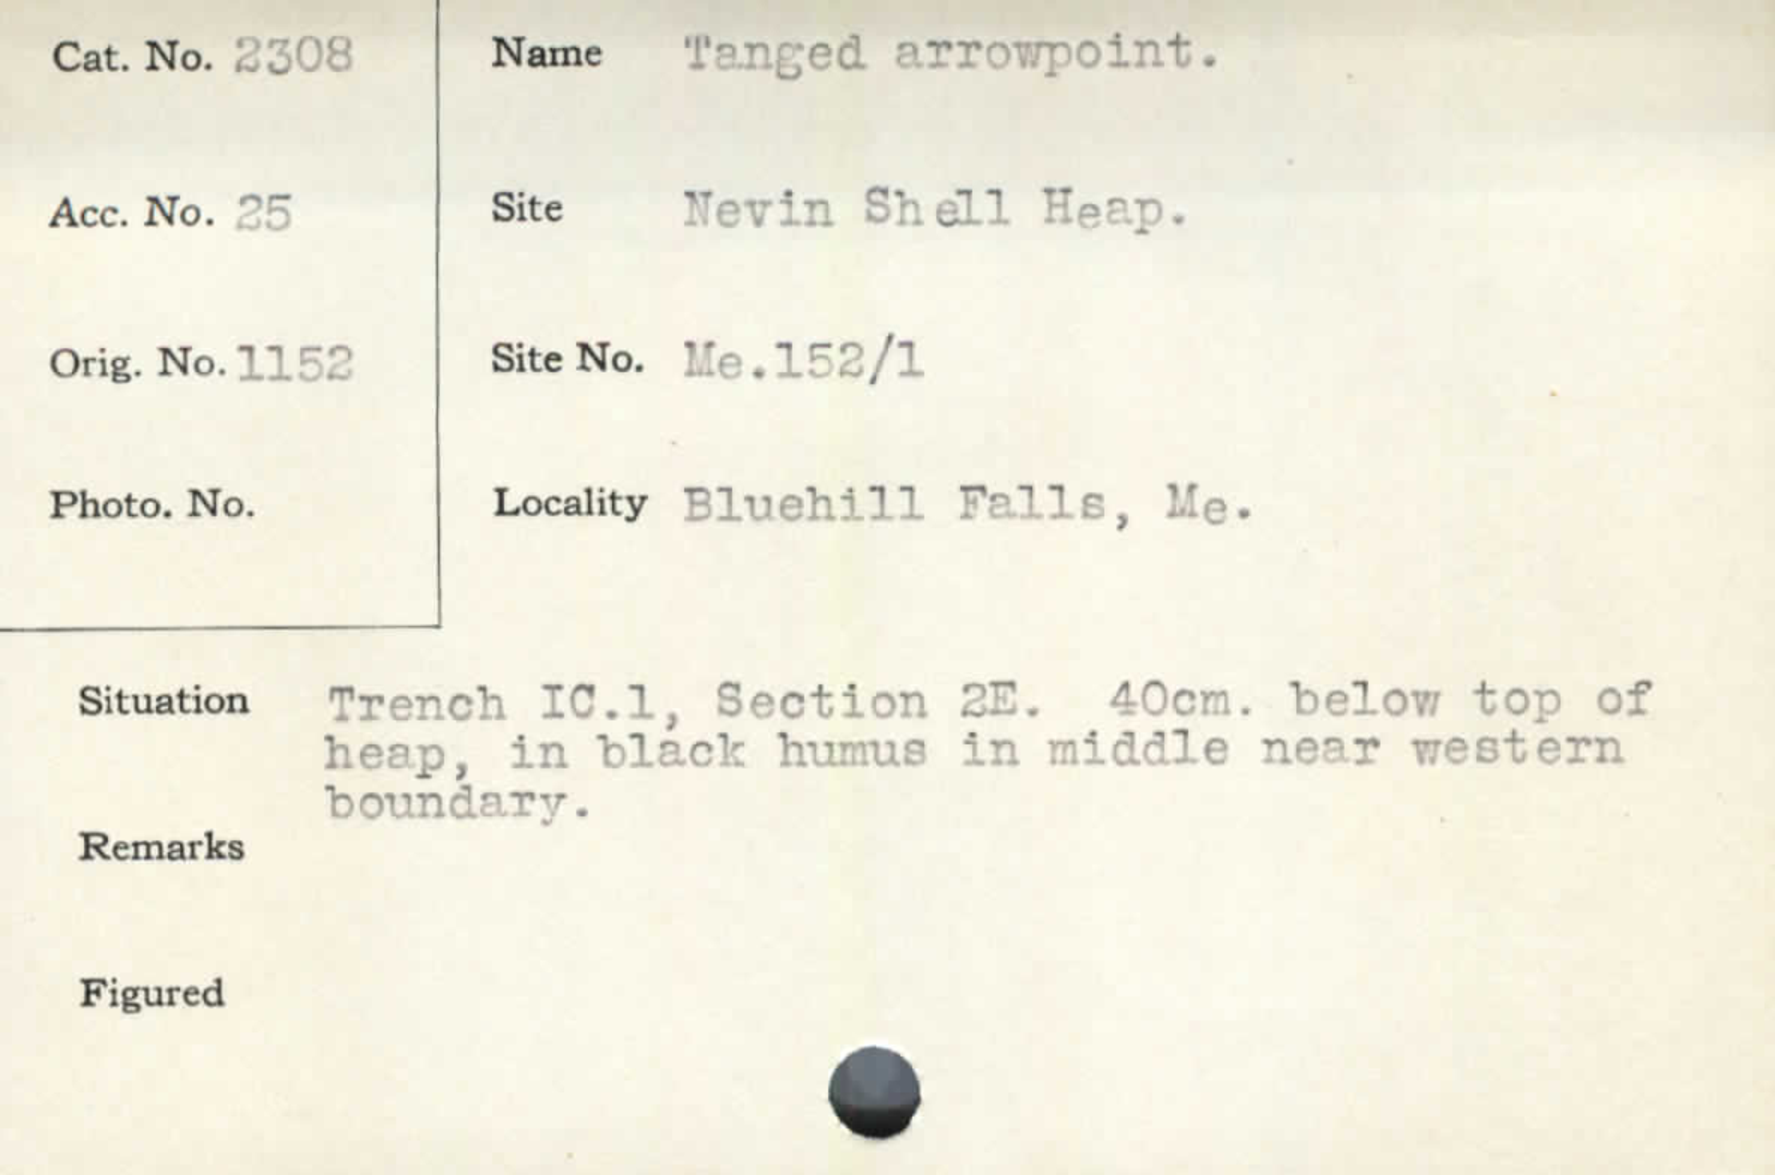 Cat. No. 2308
Name Tanged arrowpoint.
Acc. No. 25
Site Nevin Shell Heap.
Orig. No. 1152
Site No. Me.152/1
Photo. No.
Locality Bluehill Falls, Me.
Situation Trench IC.1, Section 2E. 40cm. below top of
heap, in black humus in middle near western
boundary.
Remarks
Figured